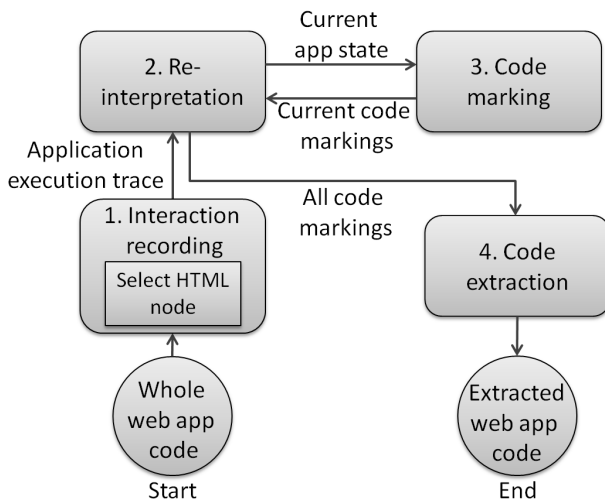 Current
app state
2. Re-
interpretation
3. Code
marking
Current code
markings
Application
execution trace
1. Interaction
recording
Select HTML
node
All code
markings
4. Code
extraction
Whole
web app
code
Start
Extracted
web app
code
End